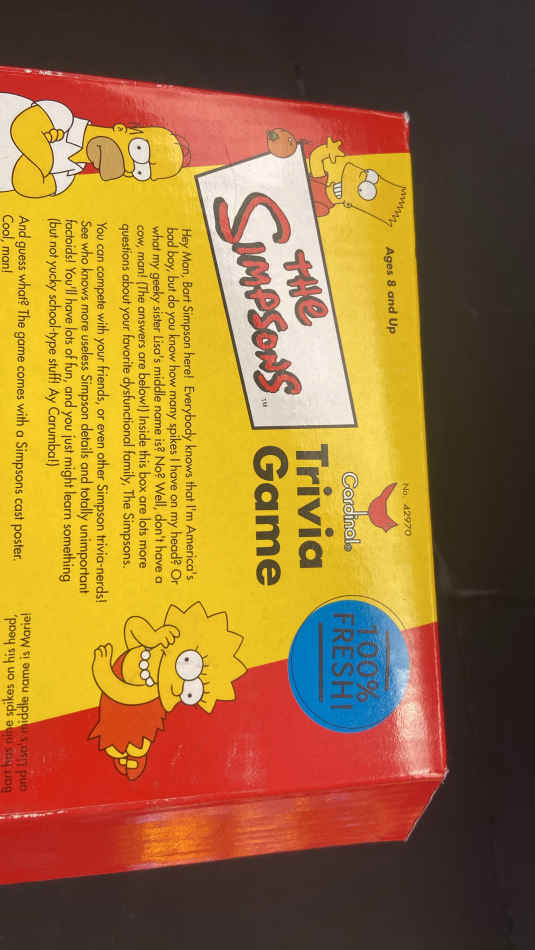 Ages 8 and Up
No. 42970
Cardinal®
THE
SIMPSONS™
Trivia
Game
100%
FRESH!
Hey Man, Bart Simpson here! Everybody knows that I'm America's
bad boy, but do you know how many spikes I have on my head? Or
what my geeky sister Lisa's middle name is? No? Well, don't have a
cow, man! (The answers are below!) Inside this box are lots more
questions about your favorite dysfunctional family, The Simpsons.
You can compete with your friends, or even other Simpson trivia-nerds!
See who knows more useless Simpson details and totally unimportant
factoids! You'll have lots of fun, and you just might learn something
(but not yucky school-type stuff! Ay Carumba!)
And guess what? The game comes with a Simpsons cast poster.
Cool, man!
Bart has nine spikes on his head,
and Lisa's middle name is Marie!